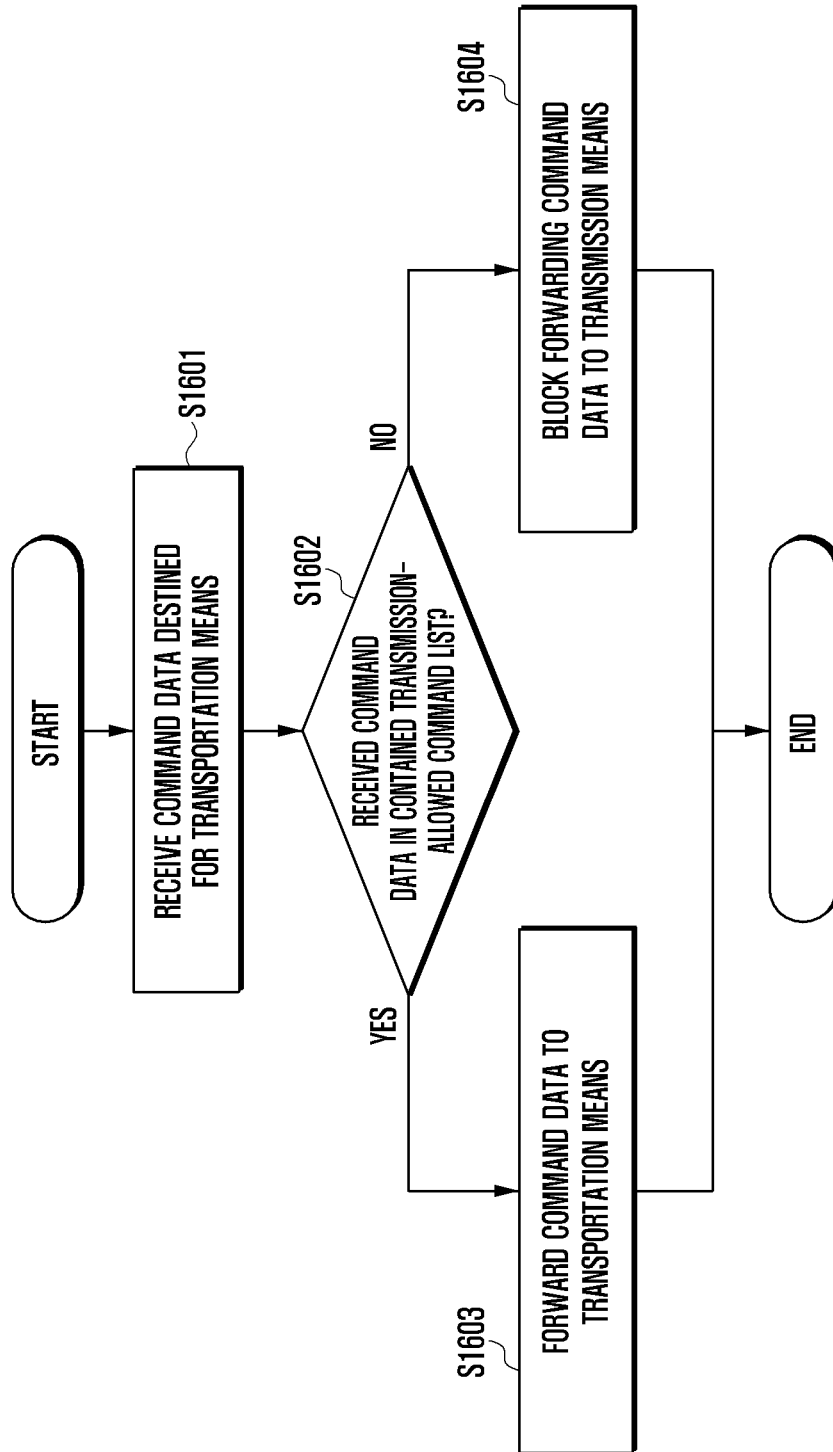 START
S1601
RECEIVE COMMAND DATA DESTINED
FOR TRANSPORTATION MEANS
S1602
RECEIVED COMMAND
DATA IN CONTAINED TRANSMISSION-
ALLOWED COMMAND LIST?
YES
NO
S1603
FORWARD COMMAND DATA TO
TRANSPORTATION MEANS
S1604
BLOCK FORWARDING COMMAND
DATA TO TRANSMISSION MEANS
END